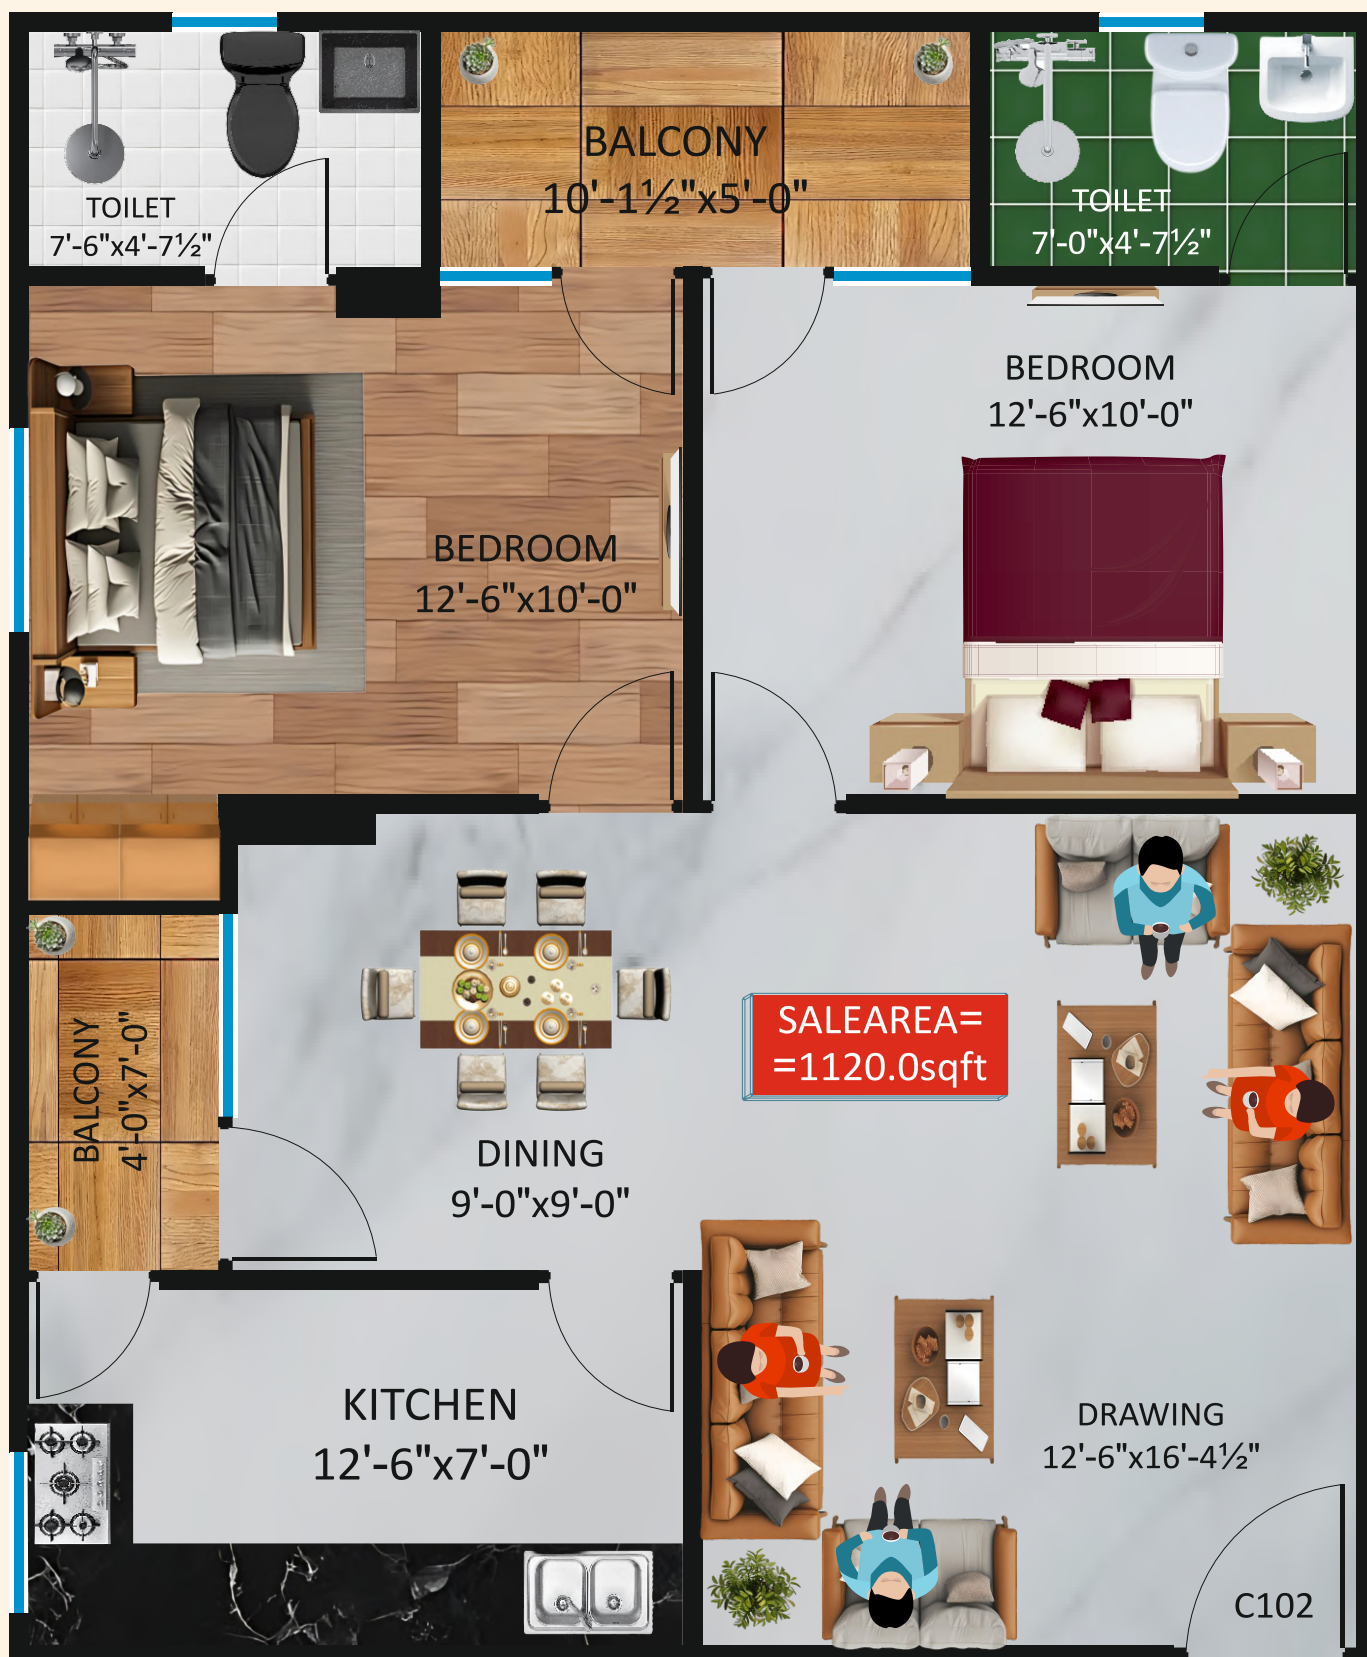 BALCONY
10'-1½"x5'-0"
TOILET
7'-6"x4'-7½"
TOILET
7'-0"x4'-7½"
BEDROOM
12'-6"x10'-0"
BEDROOM
12'-6"x10'-0"
SALEAREA=
=1120.0sqft
BALCONY
4'-0"x7'-0"
DINING
9'-0"x9'-0"
KITCHEN
12'-6"x7'-0"
DRAWING
12'-6"x16'-4½"
C102